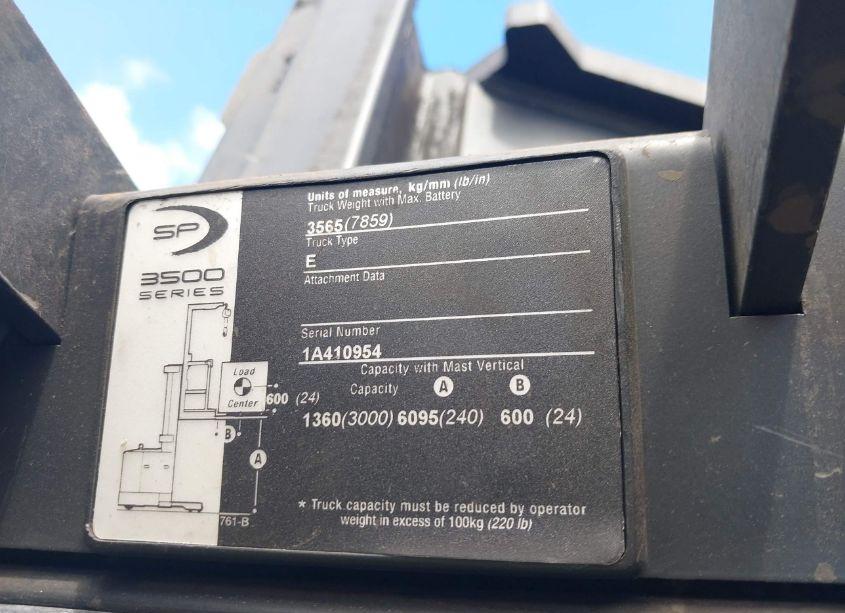 SP
3500
SERIES
Units of measure, kg/mm (lb/in)
Truck Weight with Max. Battery
3565(7859)
Truck Type
E
Attachment Data
Serial Number
1A410954
Capacity with Mast Vertical
Capacity A B
1360(3000) 6095(240) 600 (24)
Load
Center
600 (24)
B
A
761-B
* Truck capacity must be reduced by operator
weight in excess of 100kg (220 lb)